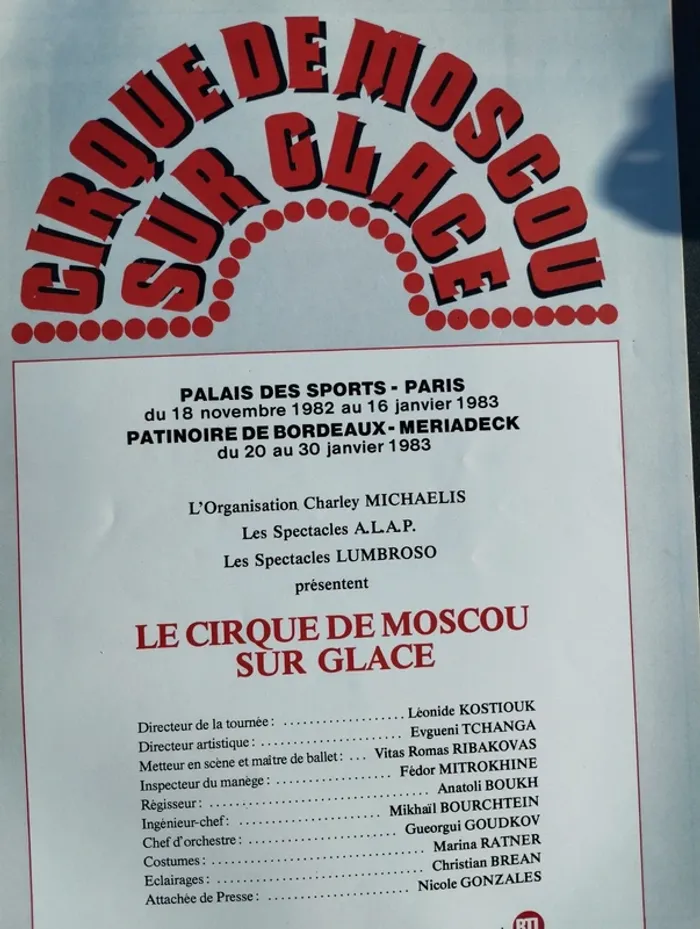 CIRQUE DE MOSCOU
SUR GLACE
PALAIS DES SPORTS - PARIS
du 18 novembre 1982 au 16 janvier 1983
PATINOIRE DE BORDEAUX - MERIADECK
du 20 au 30 janvier 1983
L'Organisation Charley MICHAELIS
Les Spectacles A.L.A.P.
Les Spectacles LUMBROSO
présentent
LE CIRQUE DE MOSCOU
SUR GLACE
Directeur de la tournée : .................. Léonide KOSTIOUK
Directeur artistique : ..................... Evgueni TCHANGA
Metteur en scène et maître de ballet : ... Vitas Romas RIBAKOVAS
Inspecteur du manège : ................. Fédor MITROKHINE
Régisseur : ................................. Anatoli BOUKH
Ingénieur-chef : ....................... Mikhaïl BOURCHTEIN
Chef d'orchestre : ....................... Gueorgui GOUDKOV
Costumes : ................................ Marina RATNER
Eclairages : ............................... Christian BREAN
Attachée de Presse : ..................... Nicole GONZALES
RTL